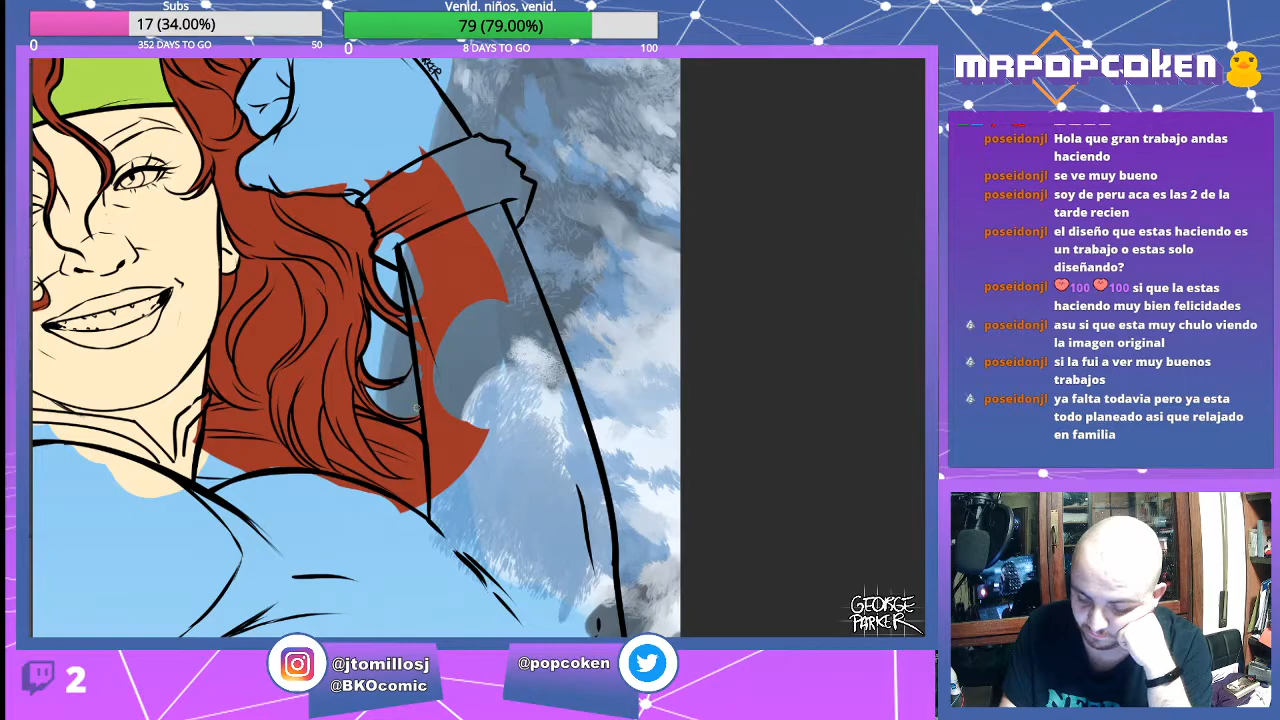 Subs
17 (34.00%)
0
352 DAYS TO GO
50
Venid, niños, venid.
79 (79.00%)
0
8 DAYS TO GO
100
MRPOPCOKEN
poseidonjl Hola que gran trabajo andas
haciendo
poseidonjl se ve muy bueno
poseidonjl soy de peru aca es las 2 de la
tarde recien
poseidonjl el diseño que estas haciendo es
un trabajo o estas solo
diseñando?
poseidonjl 100 100 si que la estas
haciendo muy bien felicidades
poseidonjl asu si que esta muy chulo viendo
la imagen original
poseidonjl si la fui a ver muy buenos
trabajos
poseidonjl ya falta todavia pero ya esta
todo planeado asi que relajado
en familia
GEORGE
PARKER
2
@jtomillosj
@BKOcomic
@popcoken